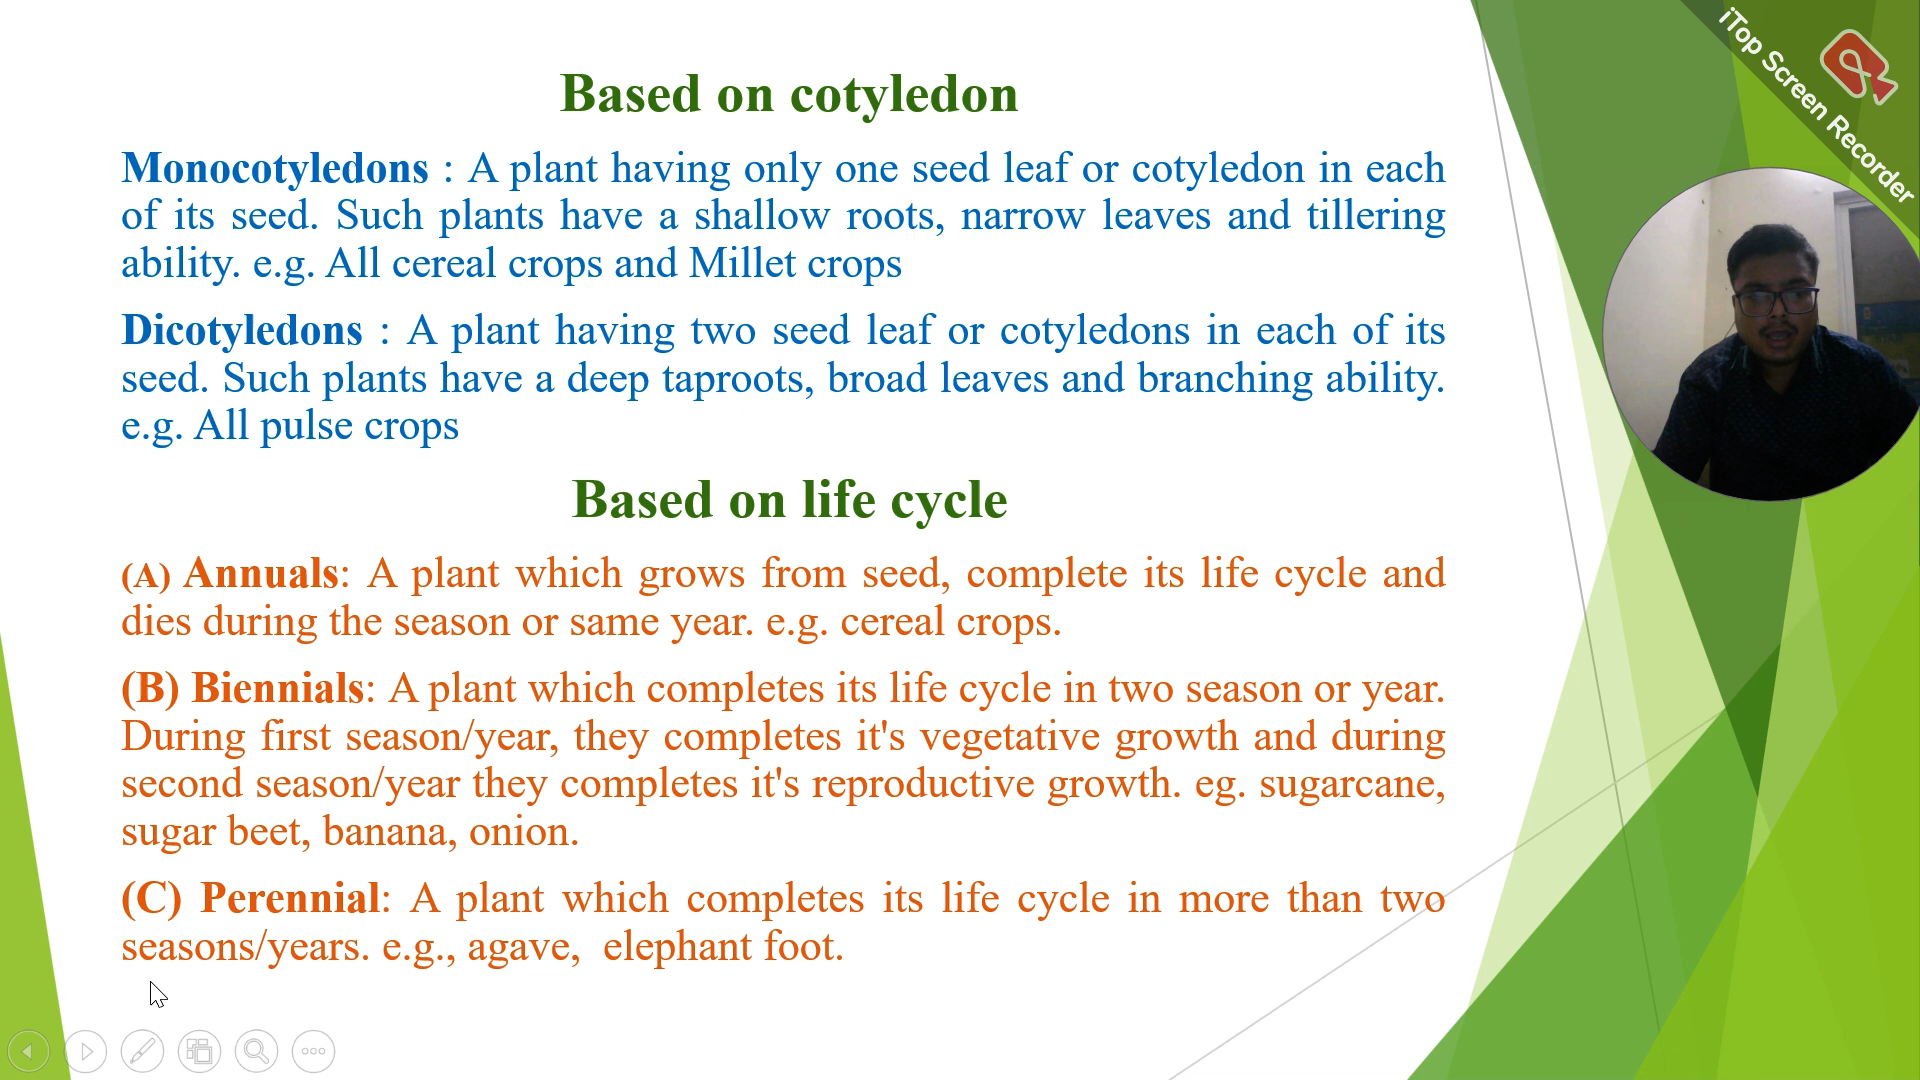 Based on cotyledon
Monocotyledons : A plant having only one seed leaf or cotyledon in each
of its seed. Such plants have a shallow roots, narrow leaves and tillering
ability. e.g. All cereal crops and Millet crops
Dicotyledons : A plant having two seed leaf or cotyledons in each of its
seed. Such plants have a deep taproots, broad leaves and branching ability.
e.g. All pulse crops
Based on life cycle
(A) Annuals: A plant which grows from seed, complete its life cycle and
dies during the season or same year. e.g. cereal crops.
(B) Biennials: A plant which completes its life cycle in two season or year.
During first season/year, they completes it's vegetative growth and during
second season/year they completes it's reproductive growth. eg. sugarcane,
sugar beet, banana, onion.
(C) Perennial: A plant which completes its life cycle in more than two
seasons/years. e.g., agave, elephant foot.
iTop Screen Recorder